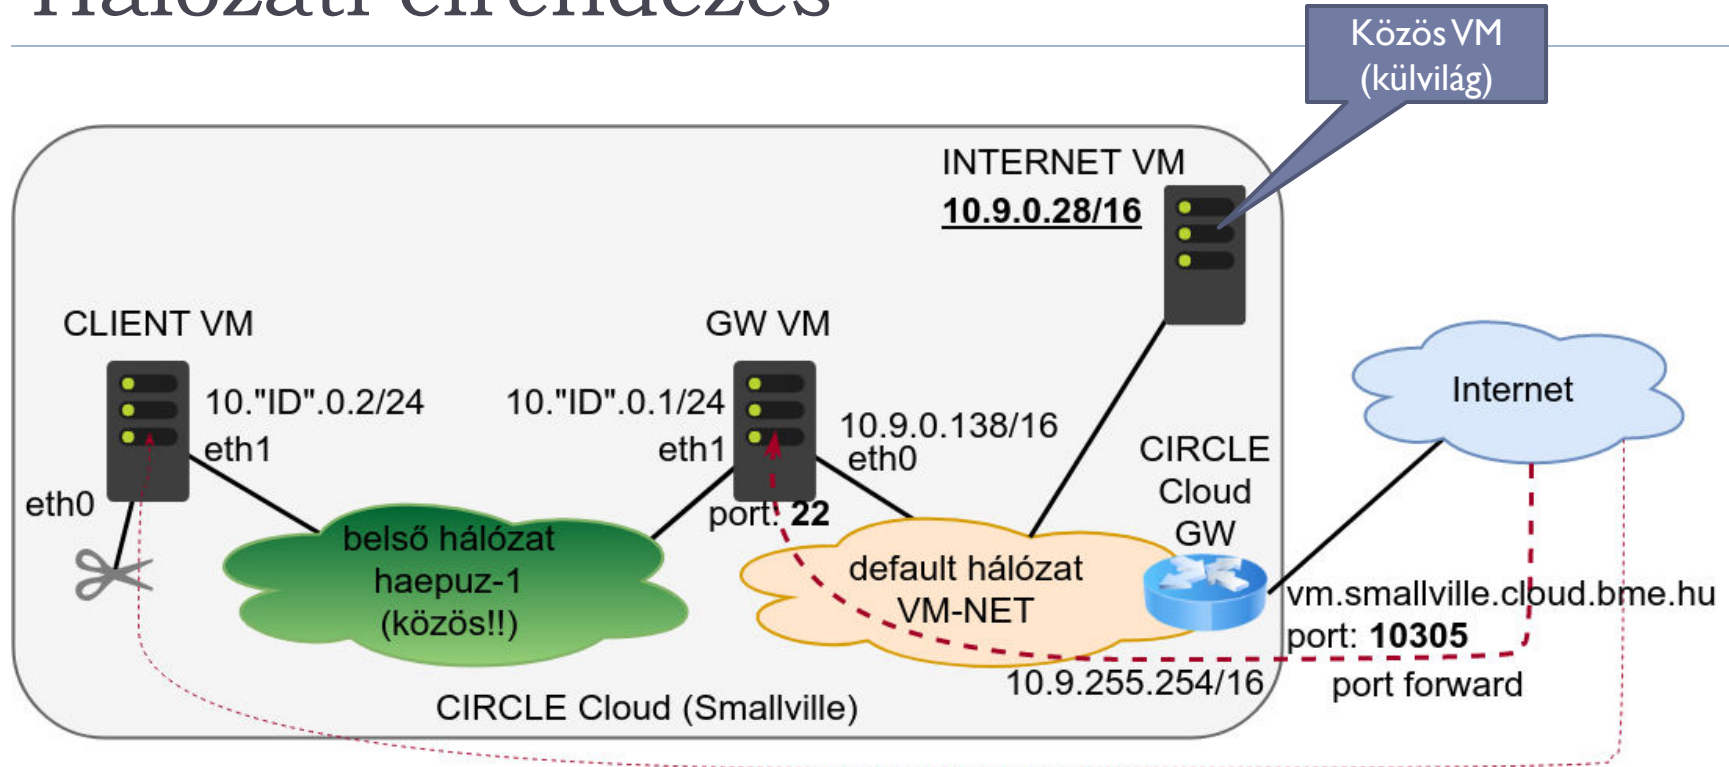 Hálózati elrendezés
Közös VM
(külvilág)
INTERNET VM
10.9.0.28/16
CLIENT VM
GW VM
10."ID".0.2/24
eth1
eth0
10."ID".0.1/24
eth1
10.9.0.138/16
eth0
port: 22
CIRCLE
Cloud
GW
Internet
belső hálózat
haepuz-1
(közös!!)
default hálózat
VM-NET
vm.smallville.cloud.bme.hu
port: 10305
10.9.255.254/16
port forward
CIRCLE Cloud (Smallville)